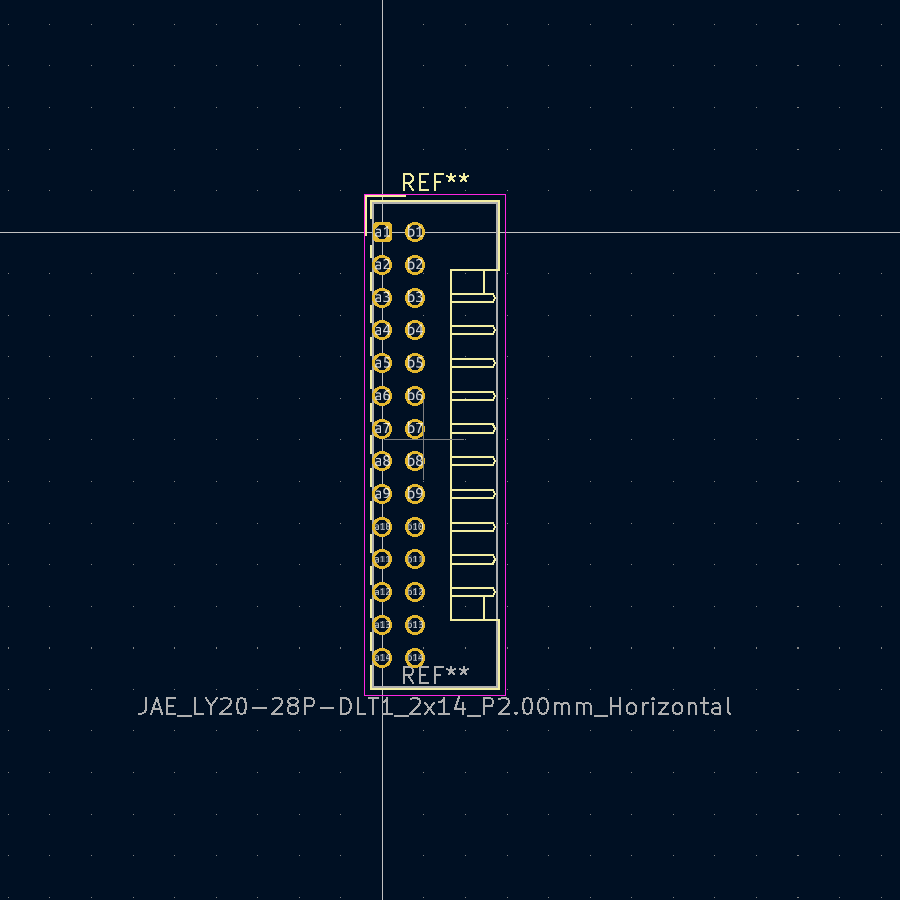 REF**
a1 b1
a2 b2
a3 b3
a4 b4
a5 b5
a6 b6
a7 b7
a8 b8
a9 b9
a10 b10
a11 b11
a12 b12
a13 b13
a14 b14
REF**
JAE_LY20-28P-DLT1_2x14_P2.00mm_Horizontal